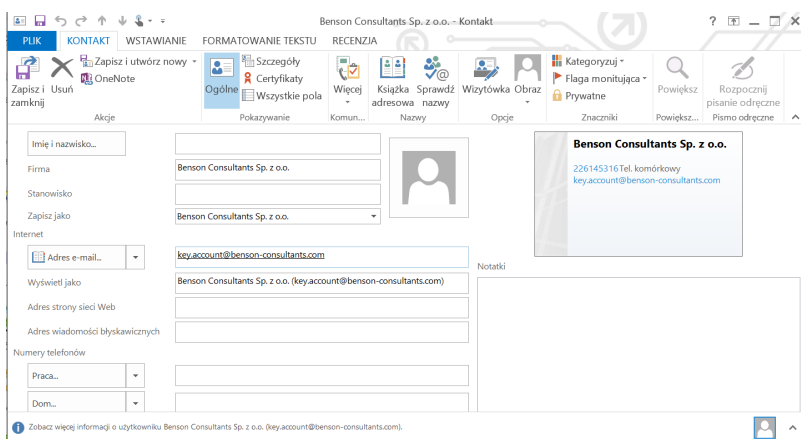 Benson Consultants Sp. z o.o. - Kontakt
PLIK KONTAKT WSTAWIANIE FORMATOWANIE TEKSTU RECENZJA
Zapisz i zamknij
Usuń
Zapisz i utwórz nowy
OneNote
Akcje
Ogólne
Szczegóły
Certyfikaty
Wszystkie pola
Pokazywanie
Więcej
Komun...
Książka adresowa
Sprawdź nazwy
Nazwy
Wizytówka
Obraz
Opcje
Kategoryzuj
Flaga monitująca
Prywatne
Znaczniki
Powiększ
Powiększ...
Rozpocznij pisanie odręczne
Pismo odręczne
Imię i nazwisko...
Firma
Benson Consultants Sp. z o.o.
Stanowisko
Zapisz jako
Benson Consultants Sp. z o.o.
Internet
Adres e-mail...
key.account@benson-consultants.com
Wyświetl jako
Benson Consultants Sp. z o.o. (key.account@benson-consultants.com)
Adres strony sieci Web
Adres wiadomości błyskawicznych
Numery telefonów
Praca...
Dom...
Benson Consultants Sp. z o.o.
226145316Tel. komórkowy
key.account@benson-consultants.com
Notatki
Zobacz więcej informacji o użytkowniku Benson Consultants Sp. z o.o. (key.account@benson-consultants.com).